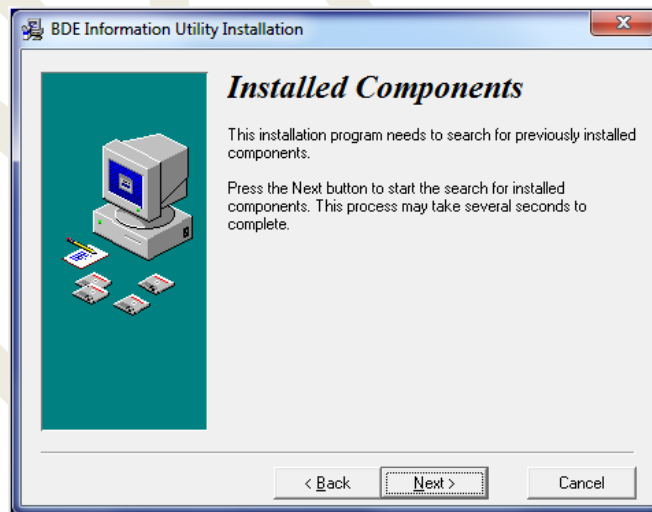 BDE Information Utility Installation
Installed Components
This installation program needs to search for previously installed
components.
Press the Next button to start the search for installed
components. This process may take several seconds to
complete.
< Back
Next >
Cancel